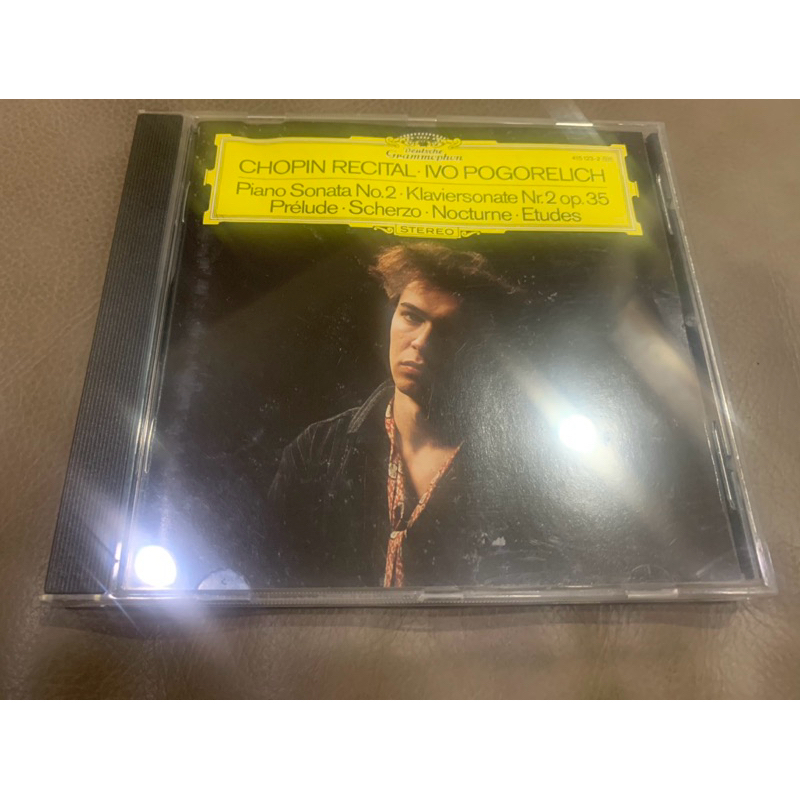 Deutsche
Grammophon
CHOPIN RECITAL · IVO POGORELICH
Piano Sonata No.2 · Klaviersonate Nr.2 op.35
Prélude · Scherzo · Nocturne · Etudes
STEREO